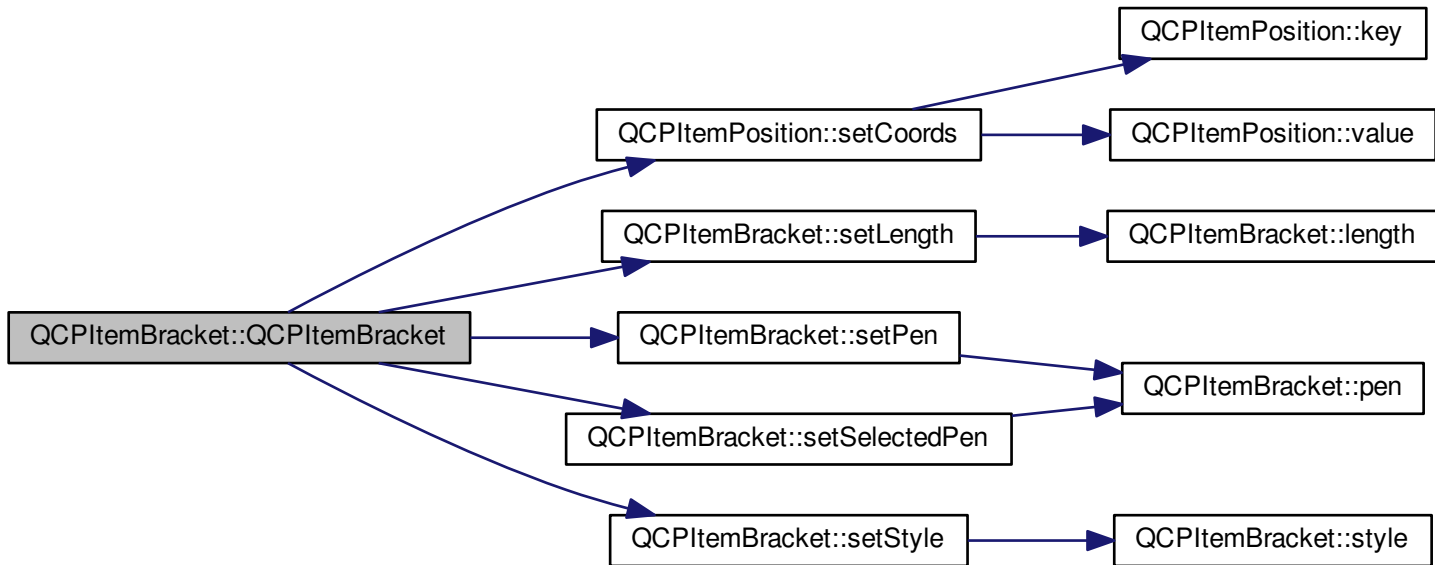 QCPItemPosition::key
QCPItemPosition::setCoords
QCPItemPosition::value
QCPItemBracket::setLength
QCPItemBracket::length
QCPItemBracket::QCPItemBracket
QCPItemBracket::setPen
QCPItemBracket::pen
QCPItemBracket::setSelectedPen
QCPItemBracket::setStyle
QCPItemBracket::style